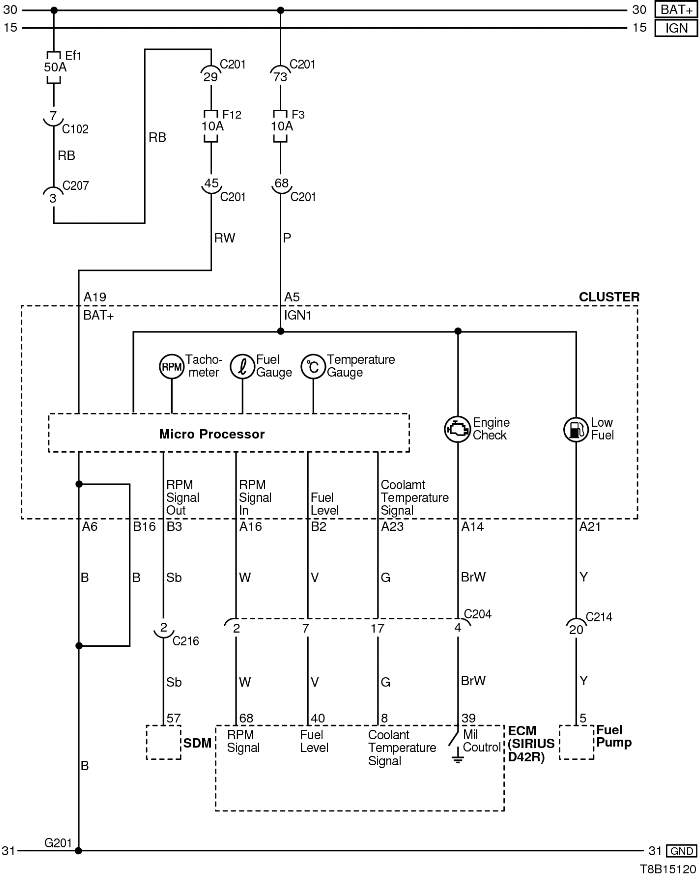 30 30 BAT+
15 15 IGN
Ef1
50A
C201
29
C201
73
F12
10A
F3
10A
7
C102
RB
RB
C207
3
45
C201
68
C201
RW
P
A19
A5
CLUSTER
BAT+
IGN1
RPM
Tacho-
meter
ℓ
Fuel
Gauge
°C
Temperature
Gauge
Micro Processor
Engine
Check
Low
Fuel
RPM
Signal
Out
RPM
Signal
In
Fuel
Level
Coolamt
Temperature
Signal
A6 B16 B3 A16 B2 A23 A14 A21
B B Sb W V G BrW Y
C204
C214
2
C216
2 7 17 4
20
Sb W V G BrW Y
57 68 40 8 39 5
SDM
RPM
Signal
Fuel
Level
Coolant
Temperature
Signal
Mil
Coutrol
ECM
(SIRIUS
D42R)
Fuel
Pump
B
G201
31 31 GND
T8B15120